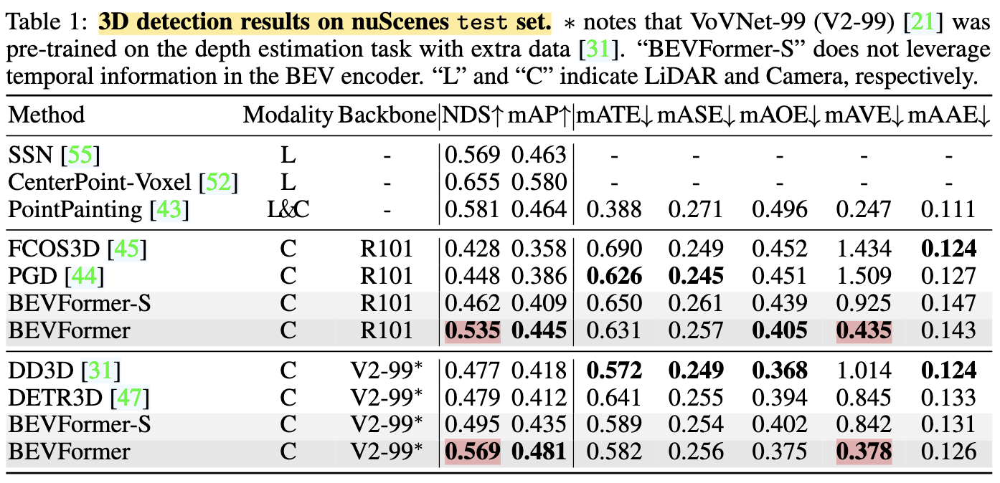 Table 1: 3D detection results on nuScenes test set. * notes that VoVNet-99 (V2-99) [21] was
pre-trained on the depth estimation task with extra data [31]. “BEVFormer-S” does not leverage
temporal information in the BEV encoder. “L” and “C” indicate LiDAR and Camera, respectively.
Method Modality Backbone NDS↑ mAP↑ mATE↓ mASE↓ mAOE↓ mAVE↓ mAAE↓
SSN [55] L - 0.569 0.463 - - - - -
CenterPoint-Voxel [52] L - 0.655 0.580 - - - - -
PointPainting [43] L&C - 0.581 0.464 0.388 0.271 0.496 0.247 0.111
FCOS3D [45] C R101 0.428 0.358 0.690 0.249 0.452 1.434 0.124
PGD [44] C R101 0.448 0.386 0.626 0.245 0.451 1.509 0.127
BEVFormer-S C R101 0.462 0.409 0.650 0.261 0.439 0.925 0.147
BEVFormer C R101 0.535 0.445 0.631 0.257 0.405 0.435 0.143
DD3D [31] C V2-99* 0.477 0.418 0.572 0.249 0.368 1.014 0.124
DETR3D [47] C V2-99* 0.479 0.412 0.641 0.255 0.394 0.845 0.133
BEVFormer-S C V2-99* 0.495 0.435 0.589 0.254 0.402 0.842 0.131
BEVFormer C V2-99* 0.569 0.481 0.582 0.256 0.375 0.378 0.126